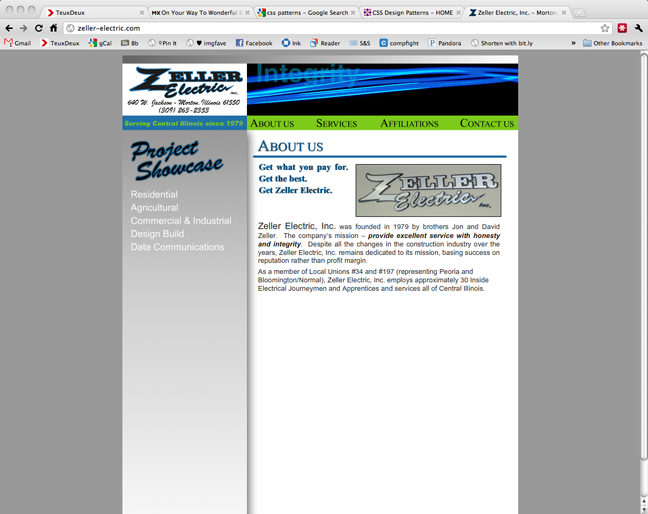 TeuxDeux
MK On Your Way To Wonderful
css patterns – Google Search
CSS Design Patterns – HOME
Zeller Electric, Inc. – Morton,
zeller-electric.com
Gmail TeuxDeux gCal Bb Pin It ♥ imgfave Facebook Ink Reader S&S compfight Pandora Shorten with bit.ly » Other Bookmarks
ZELLER
Electric, Inc.
640 W. Jackson - Morton, Illinois 61550
(309) 263-2353
Integrity
Serving Central Illinois since 1979
ABOUT US SERVICES AFFILIATIONS CONTACT US
Project
Showcase
Residential
Agricultural
Commercial & Industrial
Design Build
Data Communications
ABOUT US
Get what you pay for.
Get the best.
Get Zeller Electric.
ZELLER
Electric, Inc.
Zeller Electric, Inc. was founded in 1979 by brothers Jon and David
Zeller. The company's mission – provide excellent service with honesty
and integrity. Despite all the changes in the construction industry over the
years, Zeller Electric, Inc. remains dedicated to its mission, basing success on
reputation rather than profit margin.
As a member of Local Unions #34 and #197 (representing Peoria and
Bloomington/Normal), Zeller Electric, Inc. employs approximately 30 Inside
Electrical Journeymen and Apprentices and services all of Central Illinois.